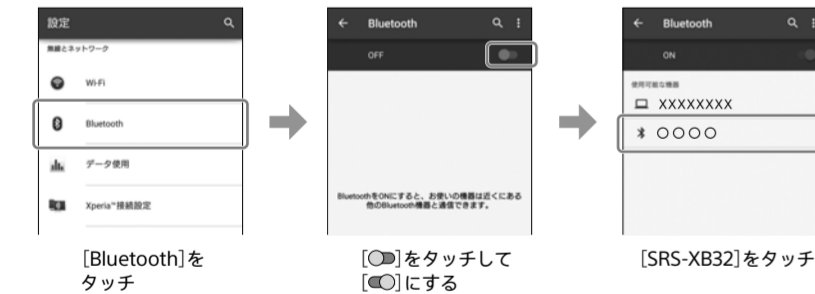 設定
無線とネットワーク
Wi-Fi
Bluetooth
データ使用
Xperia™接続設定
[Bluetooth]を
タッチ
Bluetooth
OFF
BluetoothをONにすると、お使いの機器は近くにある
他のBluetooth機器と通信できます。
[]をタッチして
[]にする
Bluetooth
ON
使用可能な機器
XXXXXXXX
○○○○
[SRS-XB32]をタッチ